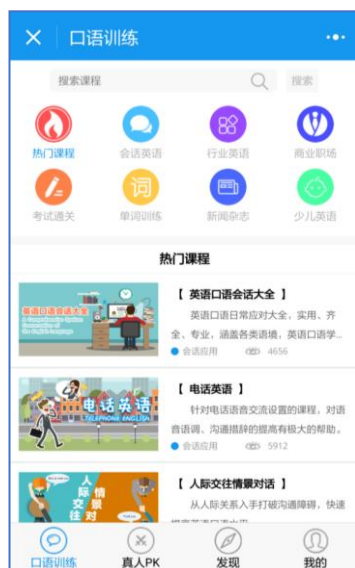 口语训练
搜索课程
搜索
热门课程
会话英语
行业英语
商业职场
考试通关
单词训练
新闻杂志
少儿英语
热门课程
英语口语会话大全
A Comprehensive Spoken
Conversation of
the English Language
【 英语口语会话大全 】
英语口语日常应对大全，实用、齐
全、专业，涵盖各类语境，英语口语学...
会话应用 4656
电话英语
TELEPHONE ENGLISH
【 电话英语 】
针对电话语音交流设置的课程，对语
音语调、沟通措辞的提高有极大的帮助。
会话应用 5912
人际
交往
情景
对
【 人际交往情景对话 】
从人际关系入手打破沟通障碍，快速
口语训练
真人PK
发现
我的